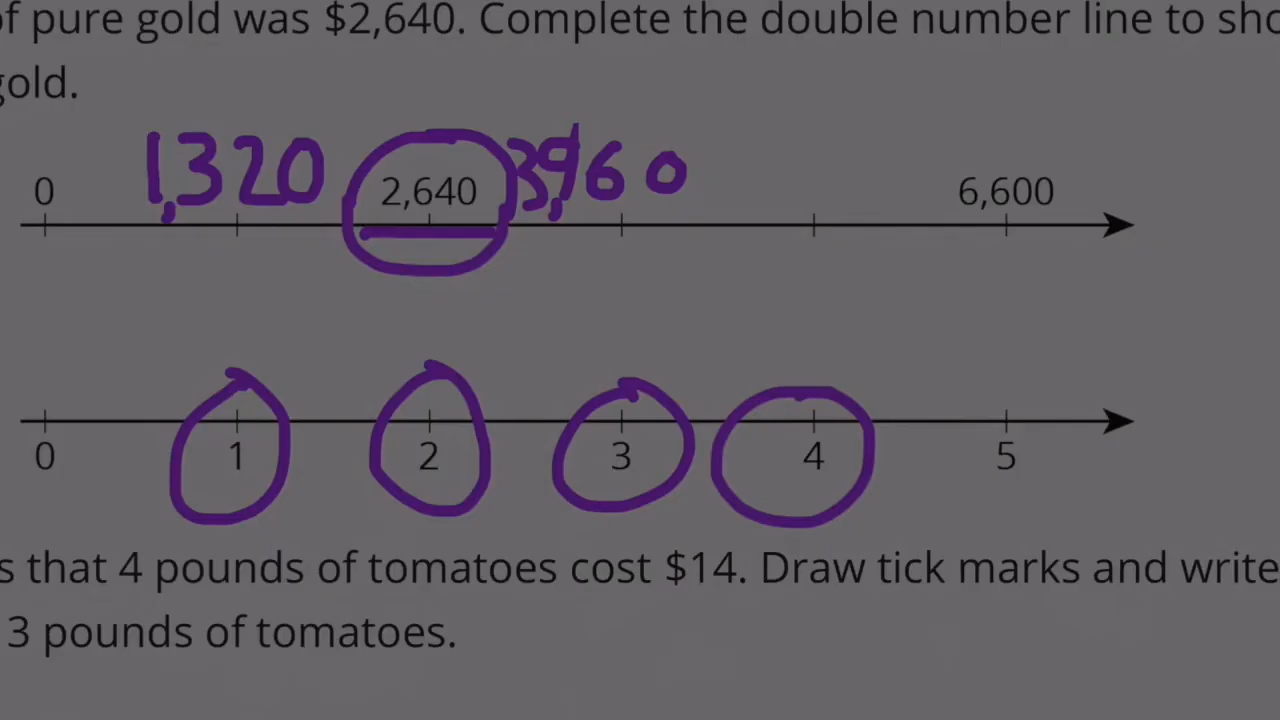 of pure gold was $2,640. Complete the double number line to sho
gold.
1,320 3,960
0 2,640 6,600
0 1 2 3 4 5
s that 4 pounds of tomatoes cost $14. Draw tick marks and write
3 pounds of tomatoes.